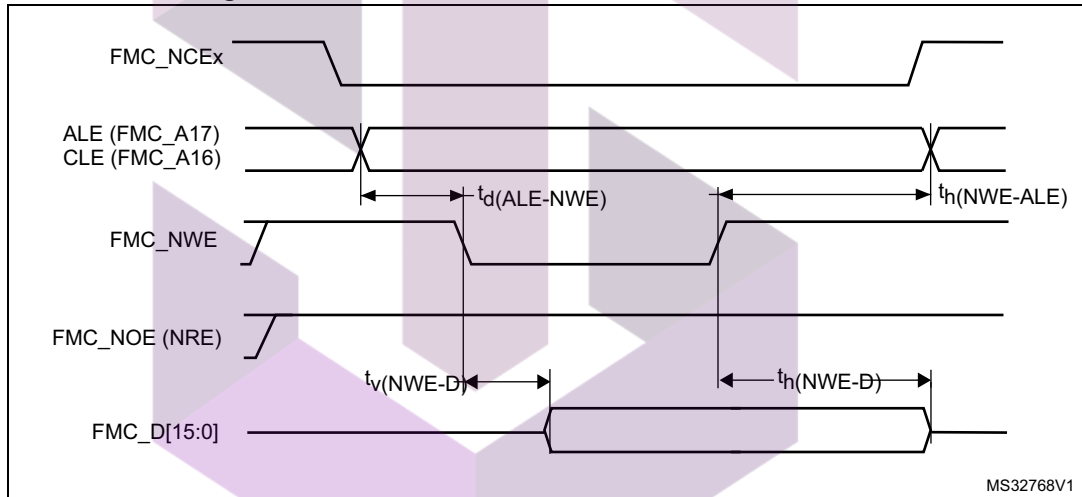 FMC_NCEx
ALE (FMC_A17)
CLE (FMC_A16)
td(ALE-NWE)
th(NWE-ALE)
FMC_NWE
FMC_NOE (NRE)
tv(NWE-D)
th(NWE-D)
FMC_D[15:0]
MS32768V1